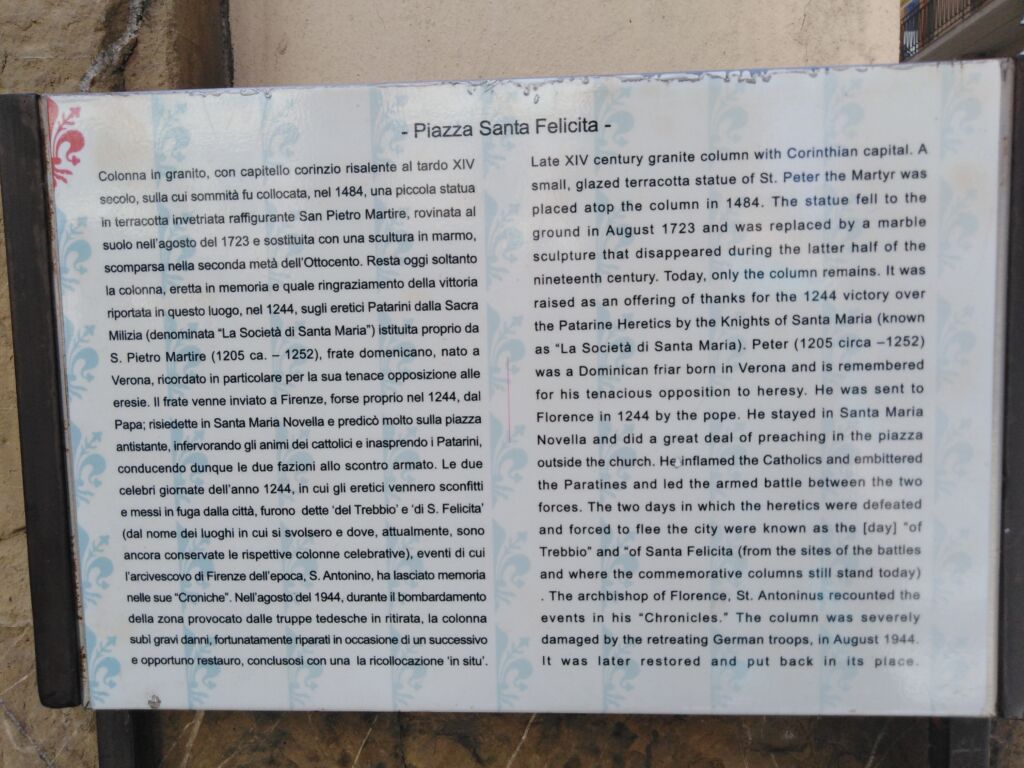 - Piazza Santa Felicita -
Colonna in granito, con capitello corinzio risalente al tardo XIV
secolo, sulla cui sommità fu collocata, nel 1484, una piccola statua
in terracotta invetriata raffigurante San Pietro Martire, rovinata al
suolo nell'agosto del 1723 e sostituita con una scultura in marmo,
scomparsa nella seconda metà dell'Ottocento. Resta oggi soltanto
la colonna, eretta in memoria e quale ringraziamento della vittoria
riportata in questo luogo, nel 1244, sugli eretici Patarini dalla Sacra
Milizia (denominata “La Società di Santa Maria”) istituita proprio da
S. Pietro Martire (1205 ca. – 1252), frate domenicano, nato a
Verona, ricordato in particolare per la sua tenace opposizione alle
eresie. Il frate venne inviato a Firenze, forse proprio nel 1244, dal
Papa; risiedette in Santa Maria Novella e predicò molto sulla piazza
antistante, infervorando gli animi dei cattolici e inasprendo i Patarini,
conducendo dunque le due fazioni allo scontro armato. Le due
celebri giornate dell'anno 1244, in cui gli eretici vennero sconfitti
e messi in fuga dalla città, furono dette 'del Trebbio' e 'di S. Felicita'
(dal nome dei luoghi in cui si svolsero e dove, attualmente, sono
ancora conservate le rispettive colonne celebrative), eventi di cui
l'arcivescovo di Firenze dell'epoca, S. Antonino, ha lasciato memoria
nelle sue “Croniche”. Nell'agosto del 1944, durante il bombardamento
della zona provocato dalle truppe tedesche in ritirata, la colonna
subì gravi danni, fortunatamente riparati in occasione di un successivo
e opportuno restauro, conclusosi con una la ricollocazione 'in situ'.
Late XIV century granite column with Corinthian capital. A
small, glazed terracotta statue of St. Peter the Martyr was
placed atop the column in 1484. The statue fell to the
ground in August 1723 and was replaced by a marble
sculpture that disappeared during the latter half of the
nineteenth century. Today, only the column remains. It was
raised as an offering of thanks for the 1244 victory over
the Patarine Heretics by the Knights of Santa Maria (known
as “La Società di Santa Maria). Peter (1205 circa –1252)
was a Dominican friar born in Verona and is remembered
for his tenacious opposition to heresy. He was sent to
Florence in 1244 by the pope. He stayed in Santa Maria
Novella and did a great deal of preaching in the piazza
outside the church. He inflamed the Catholics and embittered
the Paratines and led the armed battle between the two
forces. The two days in which the heretics were defeated
and forced to flee the city were known as the [day] “of
Trebbio” and “of Santa Felicita (from the sites of the battles
and where the commemorative columns still stand today)
. The archbishop of Florence, St. Antoninus recounted the
events in his “Chronicles.” The column was severely
damaged by the retreating German troops, in August 1944.
It was later restored and put back in its place.